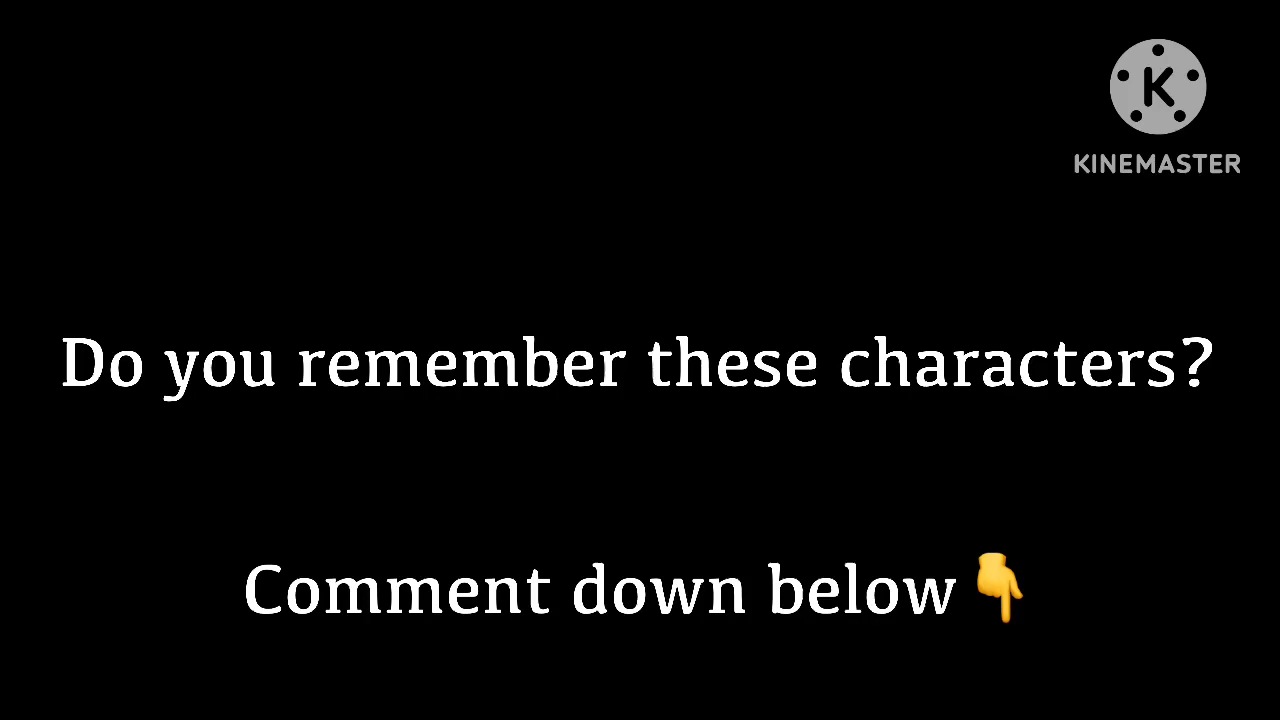 K
KINEMASTER
Do you remember these characters?
Comment down below👇